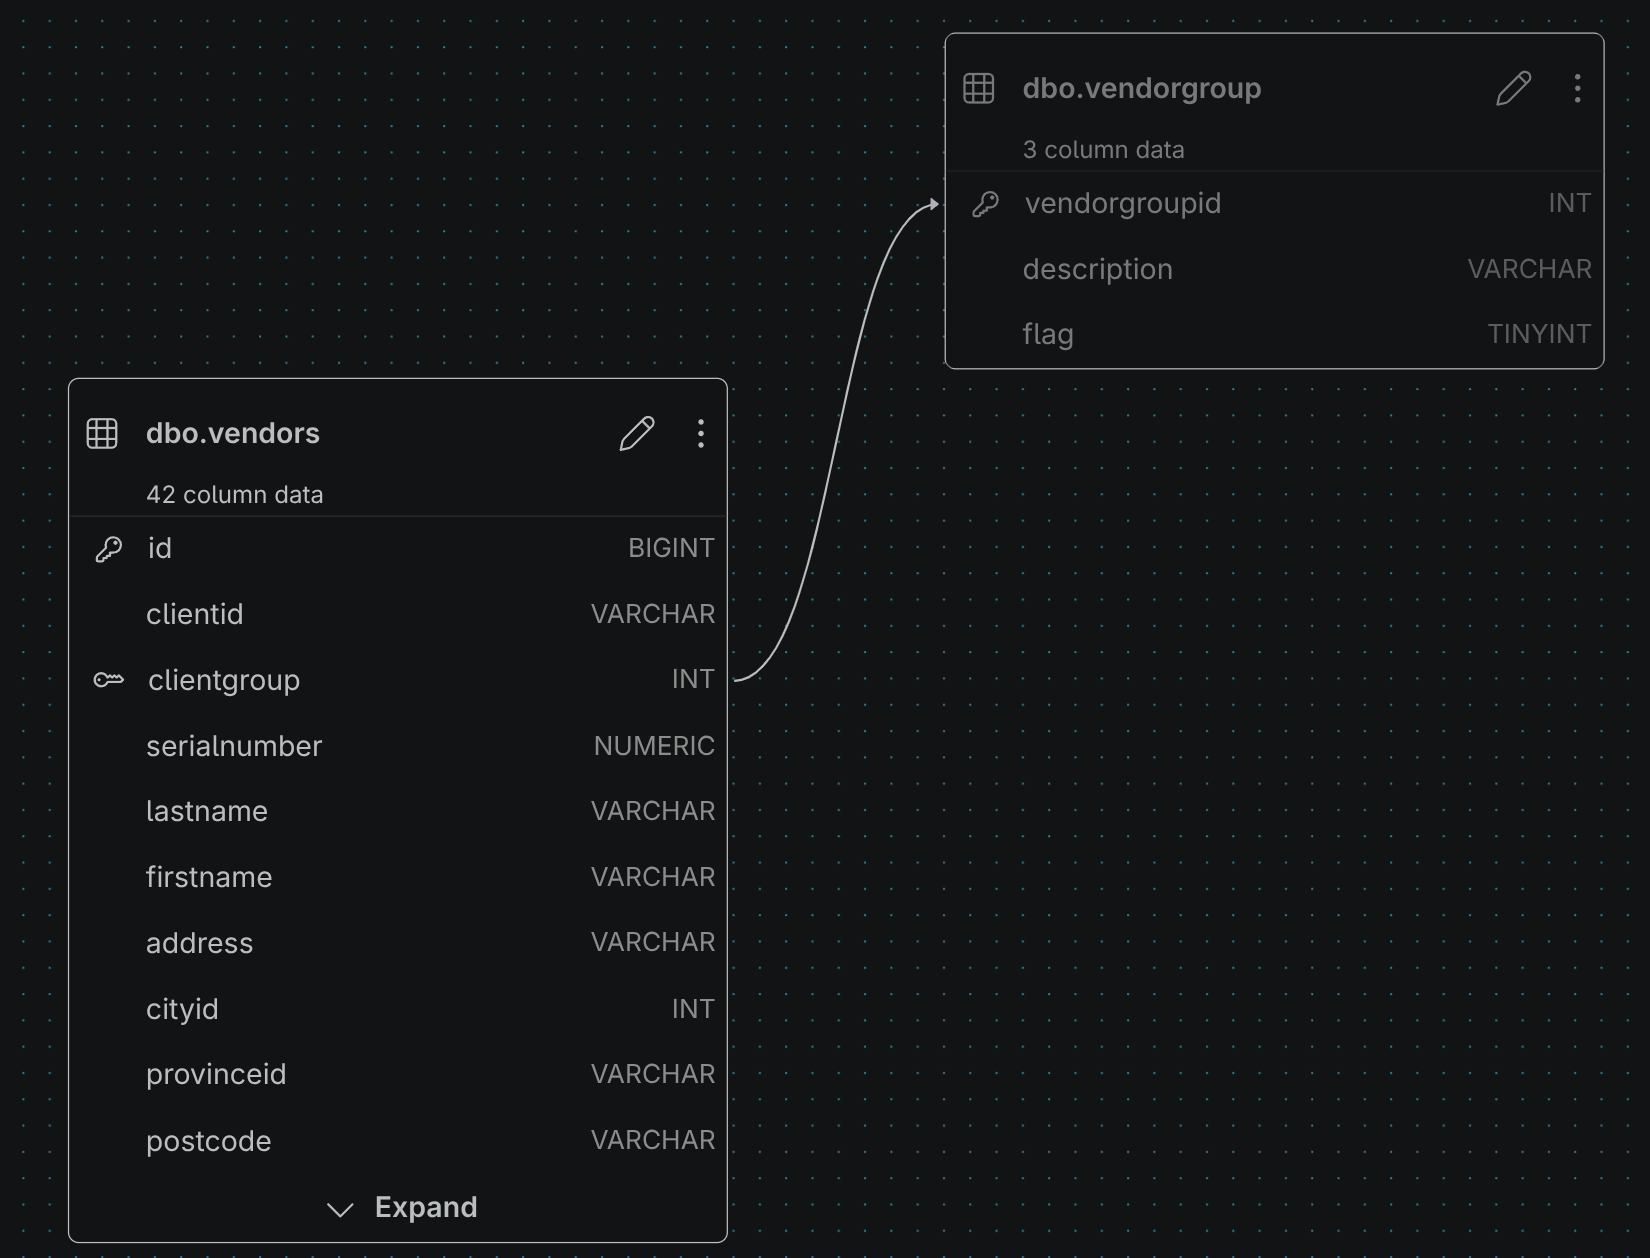 dbo.vendorgroup
3 column data
vendorgroupid INT
description VARCHAR
flag TINYINT
dbo.vendors
42 column data
id BIGINT
clientid VARCHAR
clientgroup INT
serialnumber NUMERIC
lastname VARCHAR
firstname VARCHAR
address VARCHAR
cityid INT
provinceid VARCHAR
postcode VARCHAR
Expand